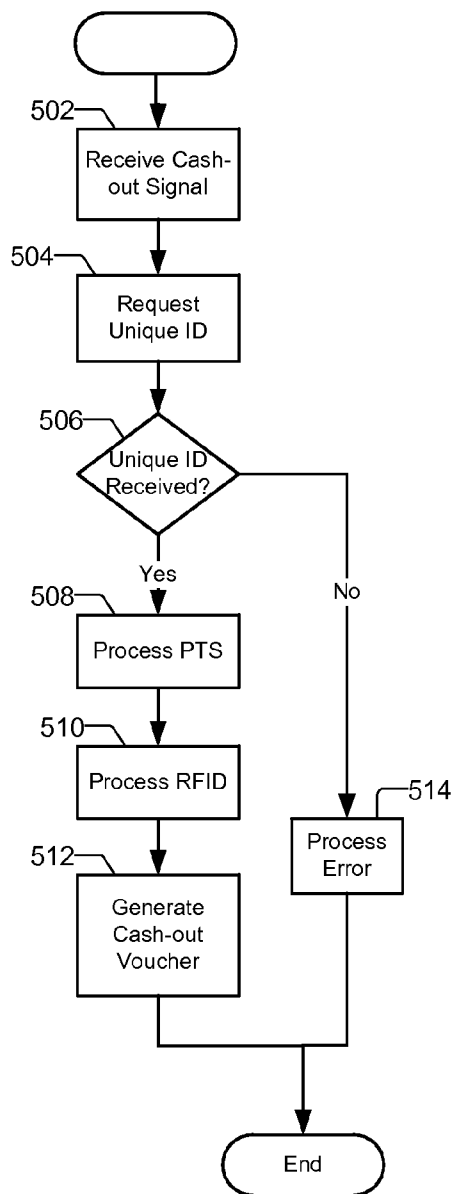 502
Receive Cash-
out Signal
504
Request
Unique ID
506
Unique ID
Received?
Yes
No
508
Process PTS
510
Process RFID
514
Process
Error
512
Generate
Cash-out
Voucher
End